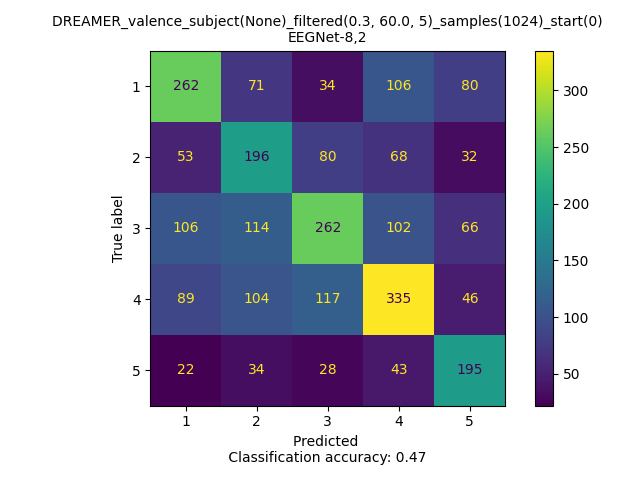 DREAMER_valence_subject(None)_filtered(0.3, 60.0, 5)_samples(1024)_start(0)
EEGNet-8,2
1 262 71 34 106 80
2 53 196 80 68 32
3 106 114 262 102 66
4 89 104 117 335 46
5 22 34 28 43 195
1 2 3 4 5
True label
Predicted
Classification accuracy: 0.47
300
250
200
150
100
50